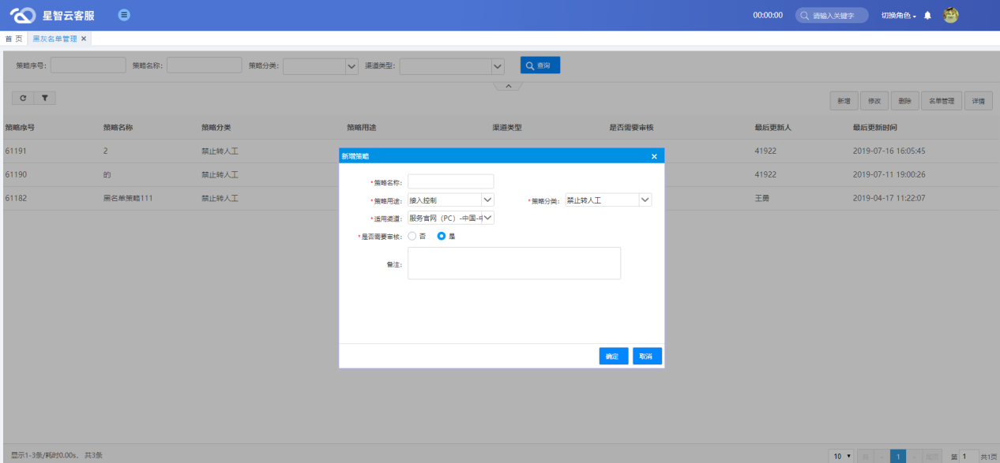 星智云客服 00:00:00 请输入关键字 切换角色
首 页 黑灰名单管理 ×
策略序号: 策略名称: 策略分类: 渠道类型: 查询
新增 修改 删除 名单管理 详情
策略序号 策略名称 策略分类 策略用途 渠道类型 是否需要审核 最后更新人 最后更新时间
61191 2 禁止转人工 41922 2019-07-16 16:05:45
61190 的 禁止转人工 41922 2019-07-11 19:00:26
61182 黑名单策略111 禁止转人工 王勇 2019-04-17 11:22:07
新增策略 ×
*策略名称:
*策略用途: 接入控制 *策略分类: 禁止转人工
*适用渠道: 服务官网（PC）-中国-
*是否需要审核: 否 是
备注:
确定 取消
显示1-3条/耗时0.00s， 共3条 10 1 第 1 共1页